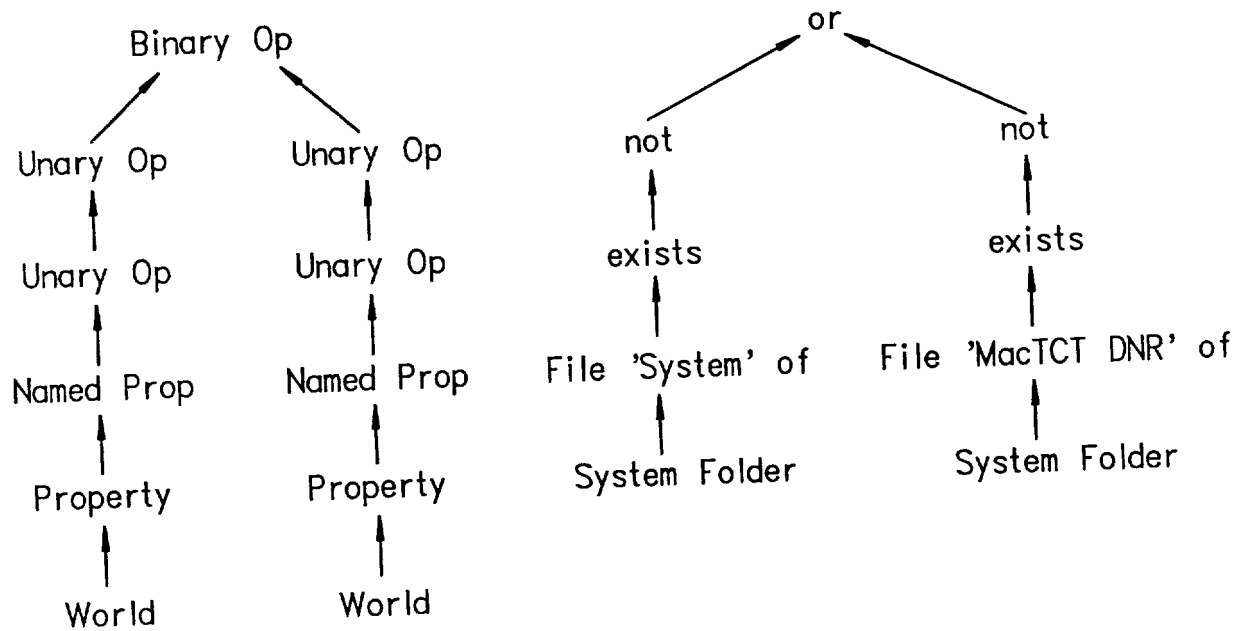 Binary Op
Unary Op
Unary Op
Unary Op
Unary Op
Named Prop
Named Prop
Property
Property
World
World
or
not
not
exists
exists
File 'System' of
File 'MacTCT DNR' of
System Folder
System Folder